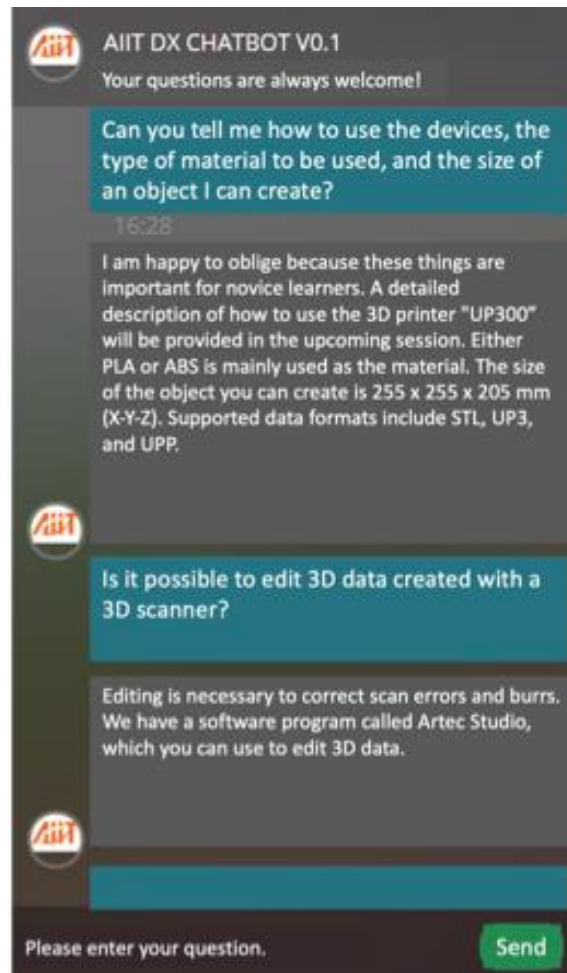 AIIT
AIIT DX CHATBOT V0.1
Your questions are always welcome!
Can you tell me how to use the devices, the
type of material to be used, and the size of
an object I can create?
16:28
I am happy to oblige because these things are
important for novice learners. A detailed
description of how to use the 3D printer "UP300”
will be provided in the upcoming session. Either
PLA or ABS is mainly used as the material. The size
of the object you can create is 255 x 255 x 205 mm
(X-Y-Z). Supported data formats include STL, UP3,
and UPP.
AIIT
Is it possible to edit 3D data created with a
3D scanner?
Editing is necessary to correct scan errors and burrs.
We have a software program called Artec Studio,
which you can use to edit 3D data.
AIIT
Please enter your question.
Send